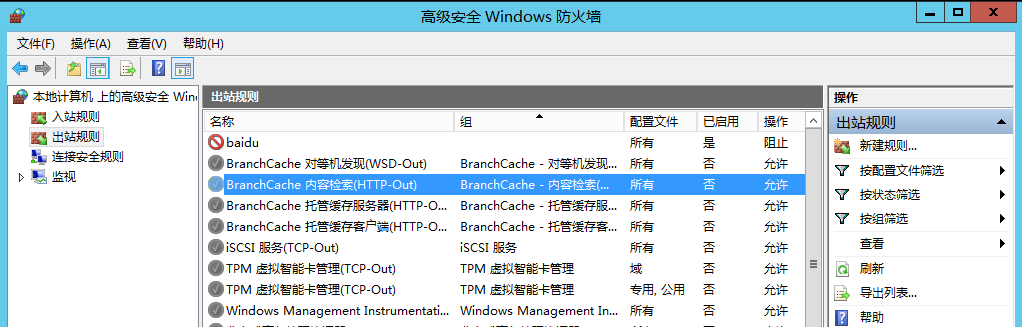 高级安全 Windows 防火墙
文件(F) 操作(A) 查看(V) 帮助(H)
本地计算机 上的高级安全 Win
入站规则
出站规则
连接安全规则
监视
出站规则
名称 组 配置文件 已启用 操作
baidu 所有 是 阻止
BranchCache 对等机发现(WSD-Out) BranchCache - 对等机发现... 所有 否 允许
BranchCache 内容检索(HTTP-Out) BranchCache - 内容检索(... 所有 否 允许
BranchCache 托管缓存服务器(HTTP-O... BranchCache - 托管缓存服... 所有 否 允许
BranchCache 托管缓存客户端(HTTP-O... BranchCache - 托管缓存客... 所有 否 允许
iSCSI 服务(TCP-Out) iSCSI 服务 所有 否 允许
TPM 虚拟智能卡管理(TCP-Out) TPM 虚拟智能卡管理 域 否 允许
TPM 虚拟智能卡管理(TCP-Out) TPM 虚拟智能卡管理 专用, 公用 否 允许
Windows Management Instrumentati... Windows Management In... 所有 否 允许
操作
出站规则
新建规则...
按配置文件筛选
按状态筛选
按组筛选
查看
刷新
导出列表...
帮助